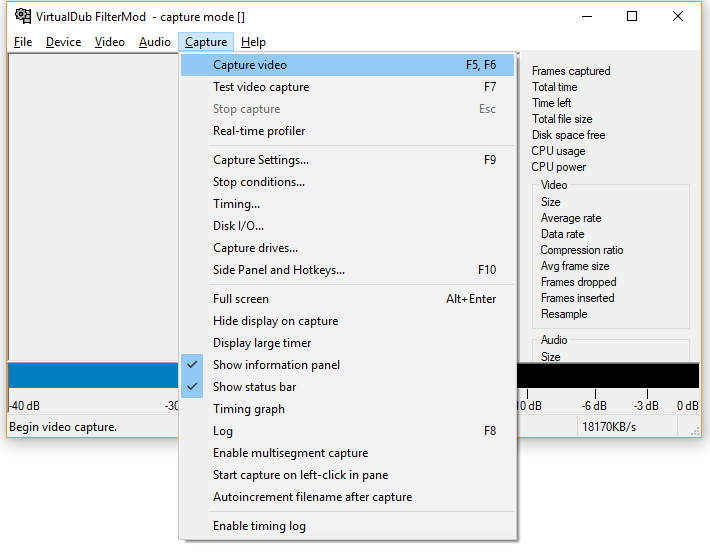 VirtualDub FilterMod - capture mode []
File Device Video Audio Capture Help
Capture video F5, F6
Test video capture F7
Stop capture Esc
Real-time profiler
Capture Settings... F9
Stop conditions...
Timing...
Disk I/O...
Capture drives...
Side Panel and Hotkeys... F10
Full screen Alt+Enter
Hide display on capture
Display large timer
Show information panel
Show status bar
Timing graph
Log F8
Enable multisegment capture
Start capture on left-click in pane
Autoincrement filename after capture
Enable timing log
Frames captured
Total time
Time left
Total file size
Disk space free
CPU usage
CPU power
Video
Size
Average rate
Data rate
Compression ratio
Avg frame size
Frames dropped
Frames inserted
Resample
Audio
Size
-40 dB -30 0 dB -6 dB -3 dB 0 dB
Begin video capture. 18170KB/s